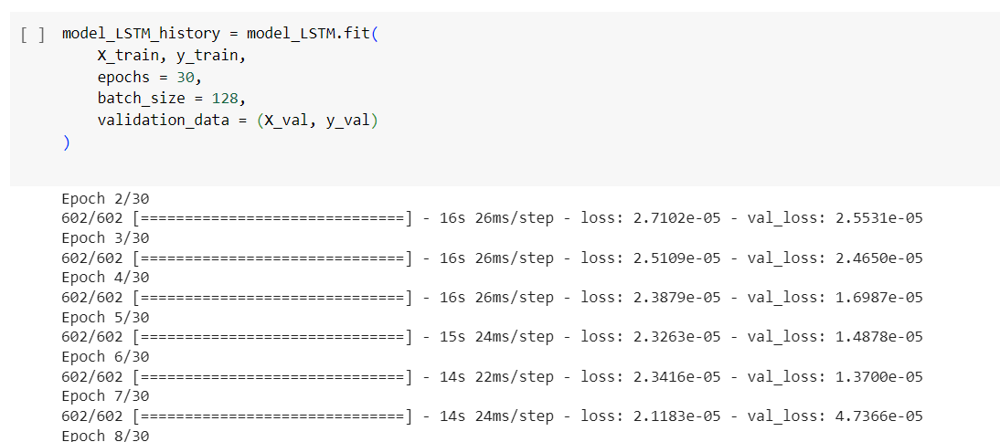 [ ] model_LSTM_history = model_LSTM.fit(
X_train, y_train,
epochs = 30,
batch_size = 128,
validation_data = (X_val, y_val)
)
Epoch 2/30
602/602 [==============================] - 16s 26ms/step - loss: 2.7102e-05 - val_loss: 2.5531e-05
Epoch 3/30
602/602 [==============================] - 16s 26ms/step - loss: 2.5109e-05 - val_loss: 2.4650e-05
Epoch 4/30
602/602 [==============================] - 16s 26ms/step - loss: 2.3879e-05 - val_loss: 1.6987e-05
Epoch 5/30
602/602 [==============================] - 15s 24ms/step - loss: 2.3263e-05 - val_loss: 1.4878e-05
Epoch 6/30
602/602 [==============================] - 14s 22ms/step - loss: 2.3416e-05 - val_loss: 1.3700e-05
Epoch 7/30
602/602 [==============================] - 14s 24ms/step - loss: 2.1183e-05 - val_loss: 4.7366e-05
Epoch 8/30